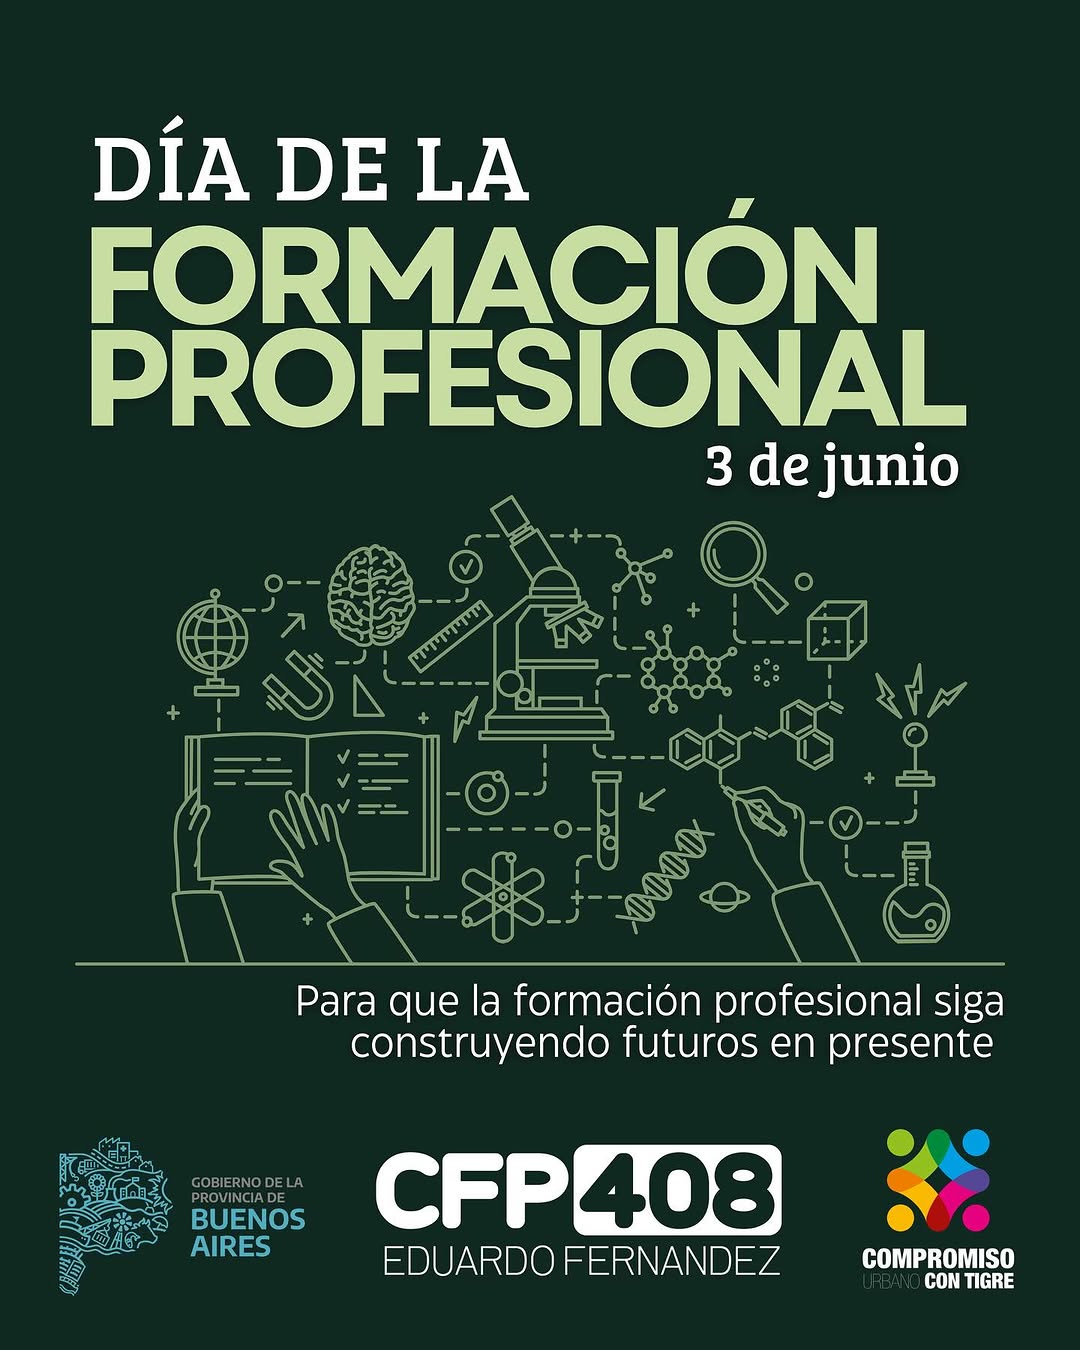 DÍA DE LA
FORMACIÓN
PROFESIONAL
3 de junio
Para que la formación profesional siga
construyendo futuros en presente
GOBIERNO DE LA
PROVINCIA DE
BUENOS
AIRES
CFP408
EDUARDO FERNANDEZ
COMPROMISO
URBANO CON TIGRE